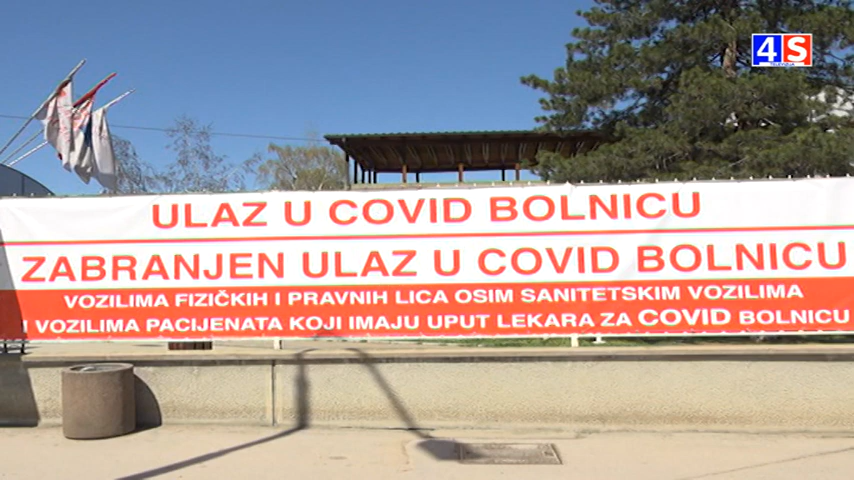 4S
ULAZ U COVID BOLNICU
ZABRANJEN ULAZ U COVID BOLNICU
VOZILIMA FIZIČKIH I PRAVNIH LICA OSIM SANITETSKIM VOZILIMA
I VOZILIMA PACIJENATA KOJI IMAJU UPUT LEKARA ZA COVID BOLNICU